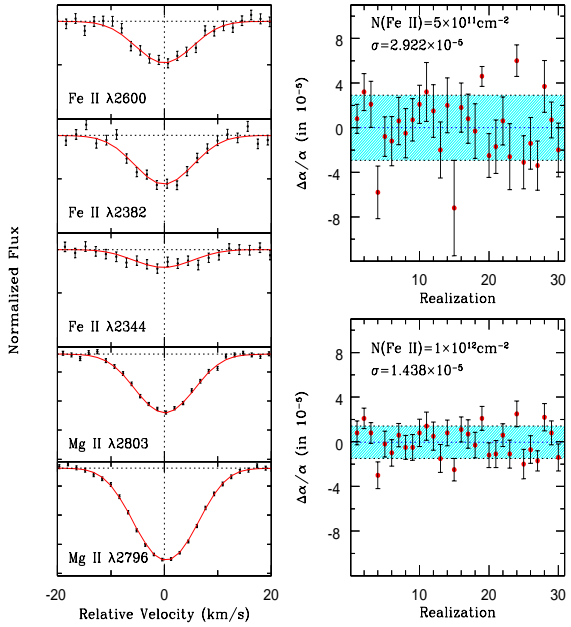 Normalized Flux
Fe II λ2600
Fe II λ2382
Fe II λ2344
Mg II λ2803
Mg II λ2796
-20 -10 0 10 20
Relative Velocity (km/s)
N(Fe II)=5×10¹¹cm⁻²
σ=2.922×10⁻⁵
8
4
0
-4
-8
Δα/α (in 10⁻⁵)
10 20 30
Realization
N(Fe II)=1×10¹²cm⁻²
σ=1.438×10⁻⁵
8
4
0
-4
-8
Δα/α (in 10⁻⁵)
10 20 30
Realization